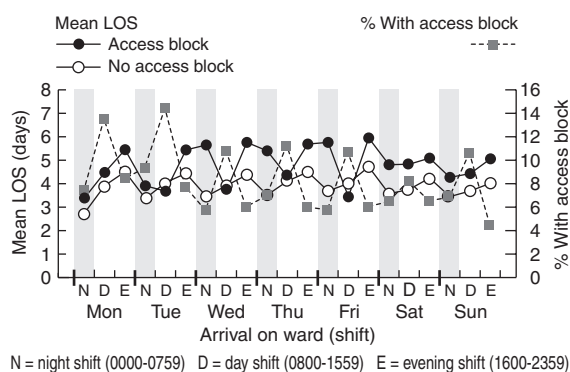 Mean LOS
Access block
No access block
% With access block
8
7
6
5
4
3
2
1
0
Mean LOS (days)
16
14
12
10
8
6
4
2
0
% With access block
N D E N D E N D E N D E N D E N D E N D E
Mon Tue Wed Thu Fri Sat Sun
Arrival on ward (shift)
N = night shift (0000-0759) D = day shift (0800-1559) E = evening shift (1600-2359)